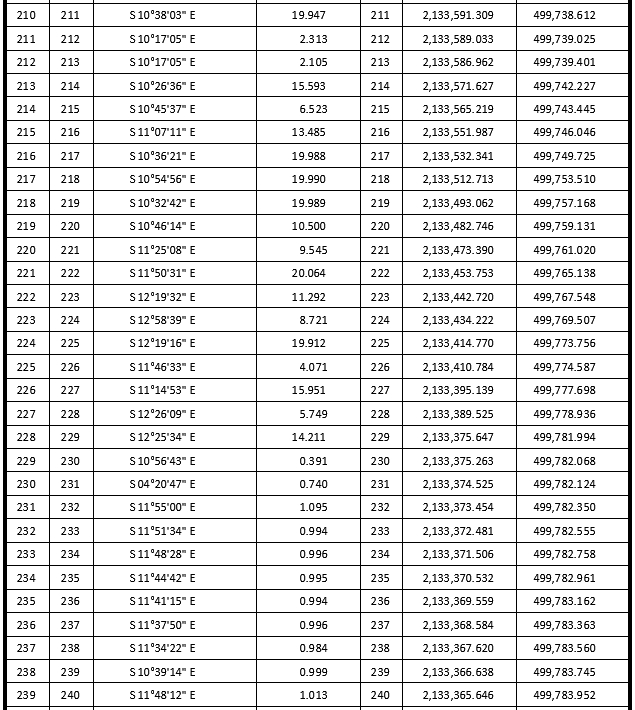 210 211 S 10°38'03" E 19.947 211 2,133,591.309 499,738.612
211 212 S 10°17'05" E 2.313 212 2,133,589.033 499,739.025
212 213 S 10°17'05" E 2.105 213 2,133,586.962 499,739.401
213 214 S 10°26'36" E 15.593 214 2,133,571.627 499,742.227
214 215 S 10°45'37" E 6.523 215 2,133,565.219 499,743.445
215 216 S 11°07'11" E 13.485 216 2,133,551.987 499,746.046
216 217 S 10°36'21" E 19.988 217 2,133,532.341 499,749.725
217 218 S 10°54'56" E 19.990 218 2,133,512.713 499,753.510
218 219 S 10°32'42" E 19.989 219 2,133,493.062 499,757.168
219 220 S 10°46'14" E 10.500 220 2,133,482.746 499,759.131
220 221 S 11°25'08" E 9.545 221 2,133,473.390 499,761.020
221 222 S 11°50'31" E 20.064 222 2,133,453.753 499,765.138
222 223 S 12°19'32" E 11.292 223 2,133,442.720 499,767.548
223 224 S 12°58'39" E 8.721 224 2,133,434.222 499,769.507
224 225 S 12°19'16" E 19.912 225 2,133,414.770 499,773.756
225 226 S 11°46'33" E 4.071 226 2,133,410.784 499,774.587
226 227 S 11°14'53" E 15.951 227 2,133,395.139 499,777.698
227 228 S 12°26'09" E 5.749 228 2,133,389.525 499,778.936
228 229 S 12°25'34" E 14.211 229 2,133,375.647 499,781.994
229 230 S 10°56'43" E 0.391 230 2,133,375.263 499,782.068
230 231 S 04°20'47" E 0.740 231 2,133,374.525 499,782.124
231 232 S 11°55'00" E 1.095 232 2,133,373.454 499,782.350
232 233 S 11°51'34" E 0.994 233 2,133,372.481 499,782.555
233 234 S 11°48'28" E 0.996 234 2,133,371.506 499,782.758
234 235 S 11°44'42" E 0.995 235 2,133,370.532 499,782.961
235 236 S 11°41'15" E 0.994 236 2,133,369.559 499,783.162
236 237 S 11°37'50" E 0.996 237 2,133,368.584 499,783.363
237 238 S 11°34'22" E 0.984 238 2,133,367.620 499,783.560
238 239 S 10°39'14" E 0.999 239 2,133,366.638 499,783.745
239 240 S 11°48'12" E 1.013 240 2,133,365.646 499,783.952